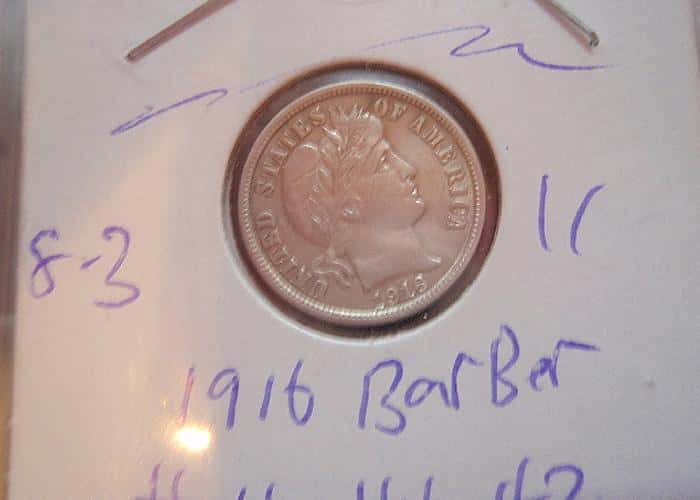 UNITED STATES OF AMERICA
1916
8-3
11
1916 BarBer